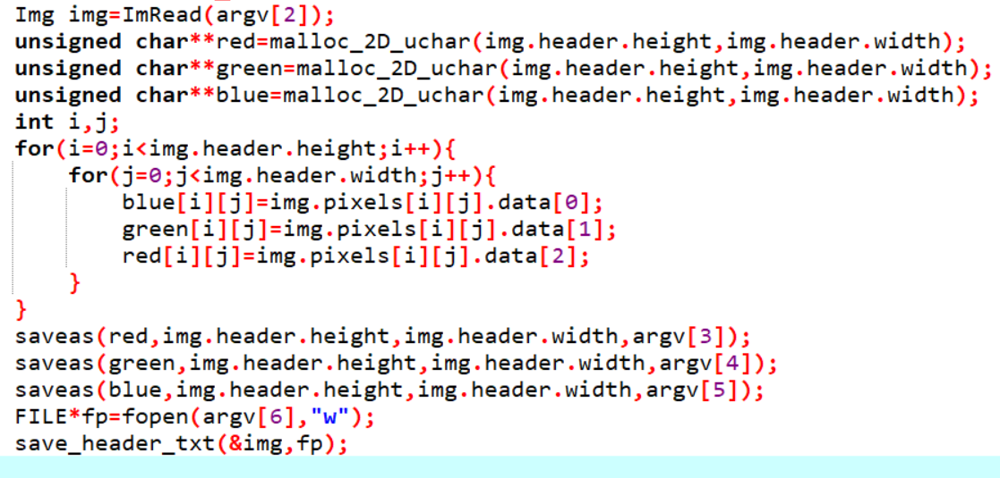 Img img=ImRead(argv[2]);
unsigned char**red=malloc_2D_uchar(img.header.height,img.header.width);
unsigned char**green=malloc_2D_uchar(img.header.height,img.header.width);
unsigned char**blue=malloc_2D_uchar(img.header.height,img.header.width);
int i,j;
for(i=0;i<img.header.height;i++){
    for(j=0;j<img.header.width;j++){
        blue[i][j]=img.pixels[i][j].data[0];
        green[i][j]=img.pixels[i][j].data[1];
        red[i][j]=img.pixels[i][j].data[2];
    }
}
saveas(red,img.header.height,img.header.width,argv[3]);
saveas(green,img.header.height,img.header.width,argv[4]);
saveas(blue,img.header.height,img.header.width,argv[5]);
FILE*fp=fopen(argv[6],"w");
save_header_txt(&img,fp);